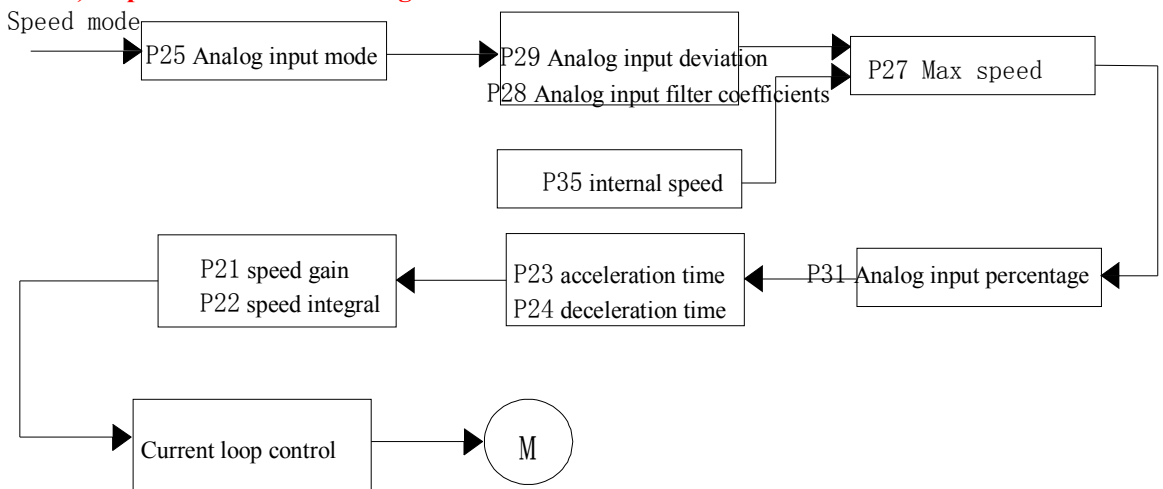 Speed mode
P25 Analog input mode
P29 Analog input deviation
P28 Analog input filter coefficients
P27 Max speed
P35 internal speed
P21 speed gain
P22 speed integral
P23 acceleration time
P24 deceleration time
P31 Analog input percentage
Current loop control
M